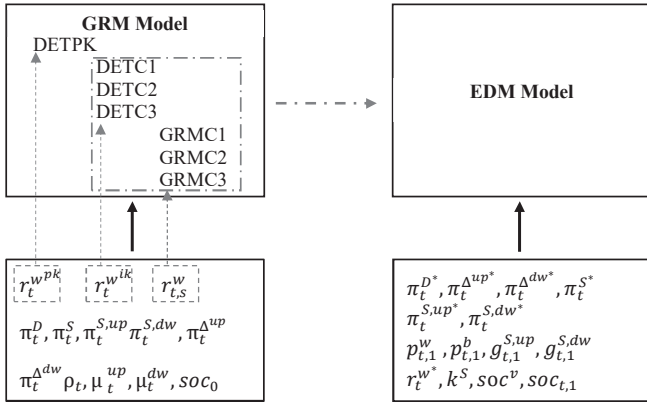 GRM Model
DETPK
DETC1
DETC2
DETC3
GRMC1
GRMC2
GRMC3
EDM Model
r_t^{w^{pk}} r_t^{w^{ik}} r_{t,s}^w
π_t^D, π_t^S, π_t^{S,up} π_t^{S,dw}, π_t^{Δ^{up}}
π_t^{Δ^{dw}} ρ_t, μ_t^{up}, μ_t^{dw}, soc_0
π_t^{D*}, π_t^{Δ^{up*}}, π_t^{Δ^{dw*}}, π_t^{S*}
π_t^{S,up*}, π_t^{S,dw*}
p_{t,1}^w, p_{t,1}^b, g_{t,1}^{S,up}, g_{t,1}^{S,dw}
r_t^{w*}, k^S, soc^v, soc_{t,1}